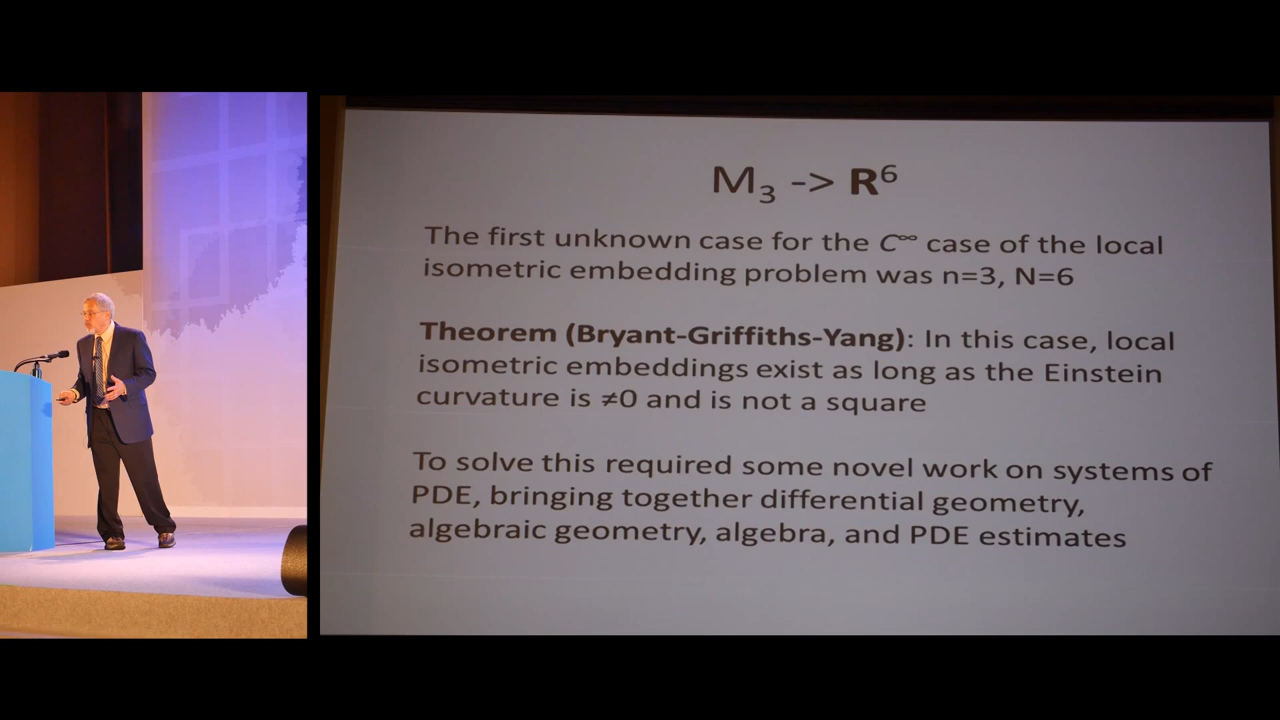 M₃ -> R⁶
The first unknown case for the C∞ case of the local
isometric embedding problem was n=3, N=6
Theorem (Bryant-Griffiths-Yang): In this case, local
isometric embeddings exist as long as the Einstein
curvature is ≠0 and is not a square
To solve this required some novel work on systems of
PDE, bringing together differential geometry,
algebraic geometry, algebra, and PDE estimates